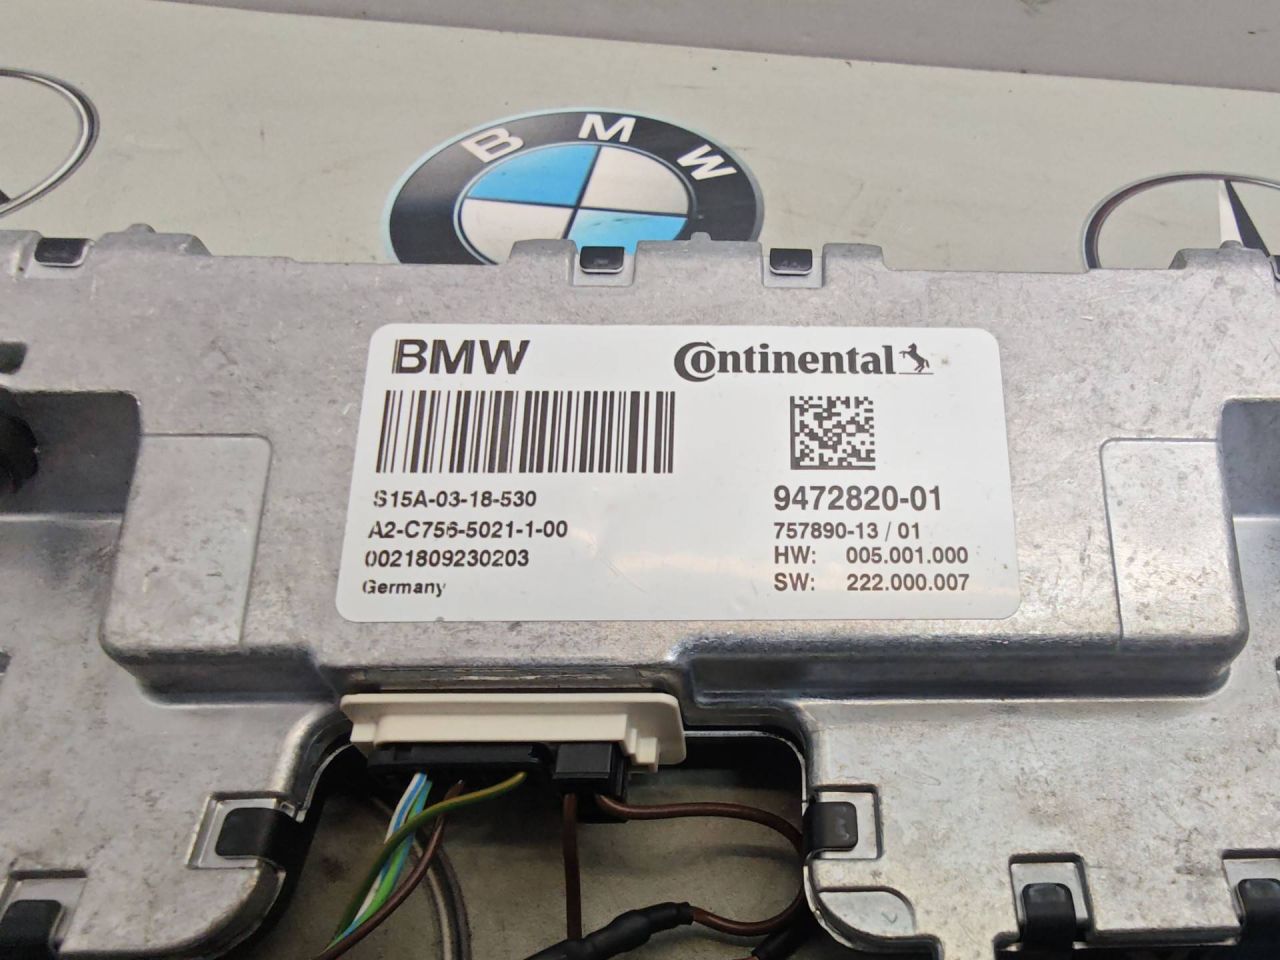 BMW
BMW Continental
S15A-03-18-530
A2-C756-5021-1-00
0021809230203
Germany
9472820-01
757890-13 / 01
HW: 005.001.000
SW: 222.000.007